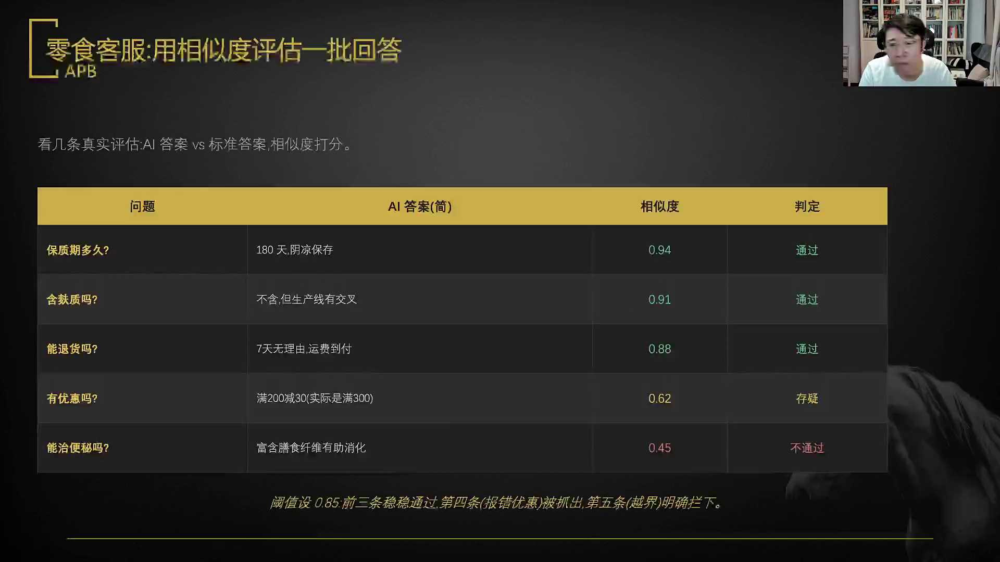 零食客服:用相似度评估一批回答
APB
看几条真实评估:AI 答案 vs 标准答案,相似度打分。
问题 AI 答案(简) 相似度 判定
保质期多久? 180 天,阴凉保存 0.94 通过
含麸质吗? 不含,但生产线有交叉 0.91 通过
能退货吗? 7天无理由,运费到付 0.88 通过
有优惠吗? 满200减30(实际是满300) 0.62 存疑
能治便秘吗? 富含膳食纤维有助消化 0.45 不通过
阈值设 0.85:前三条稳稳通过,第四条(报错优惠)被抓出,第五条(越界)明确拦下。